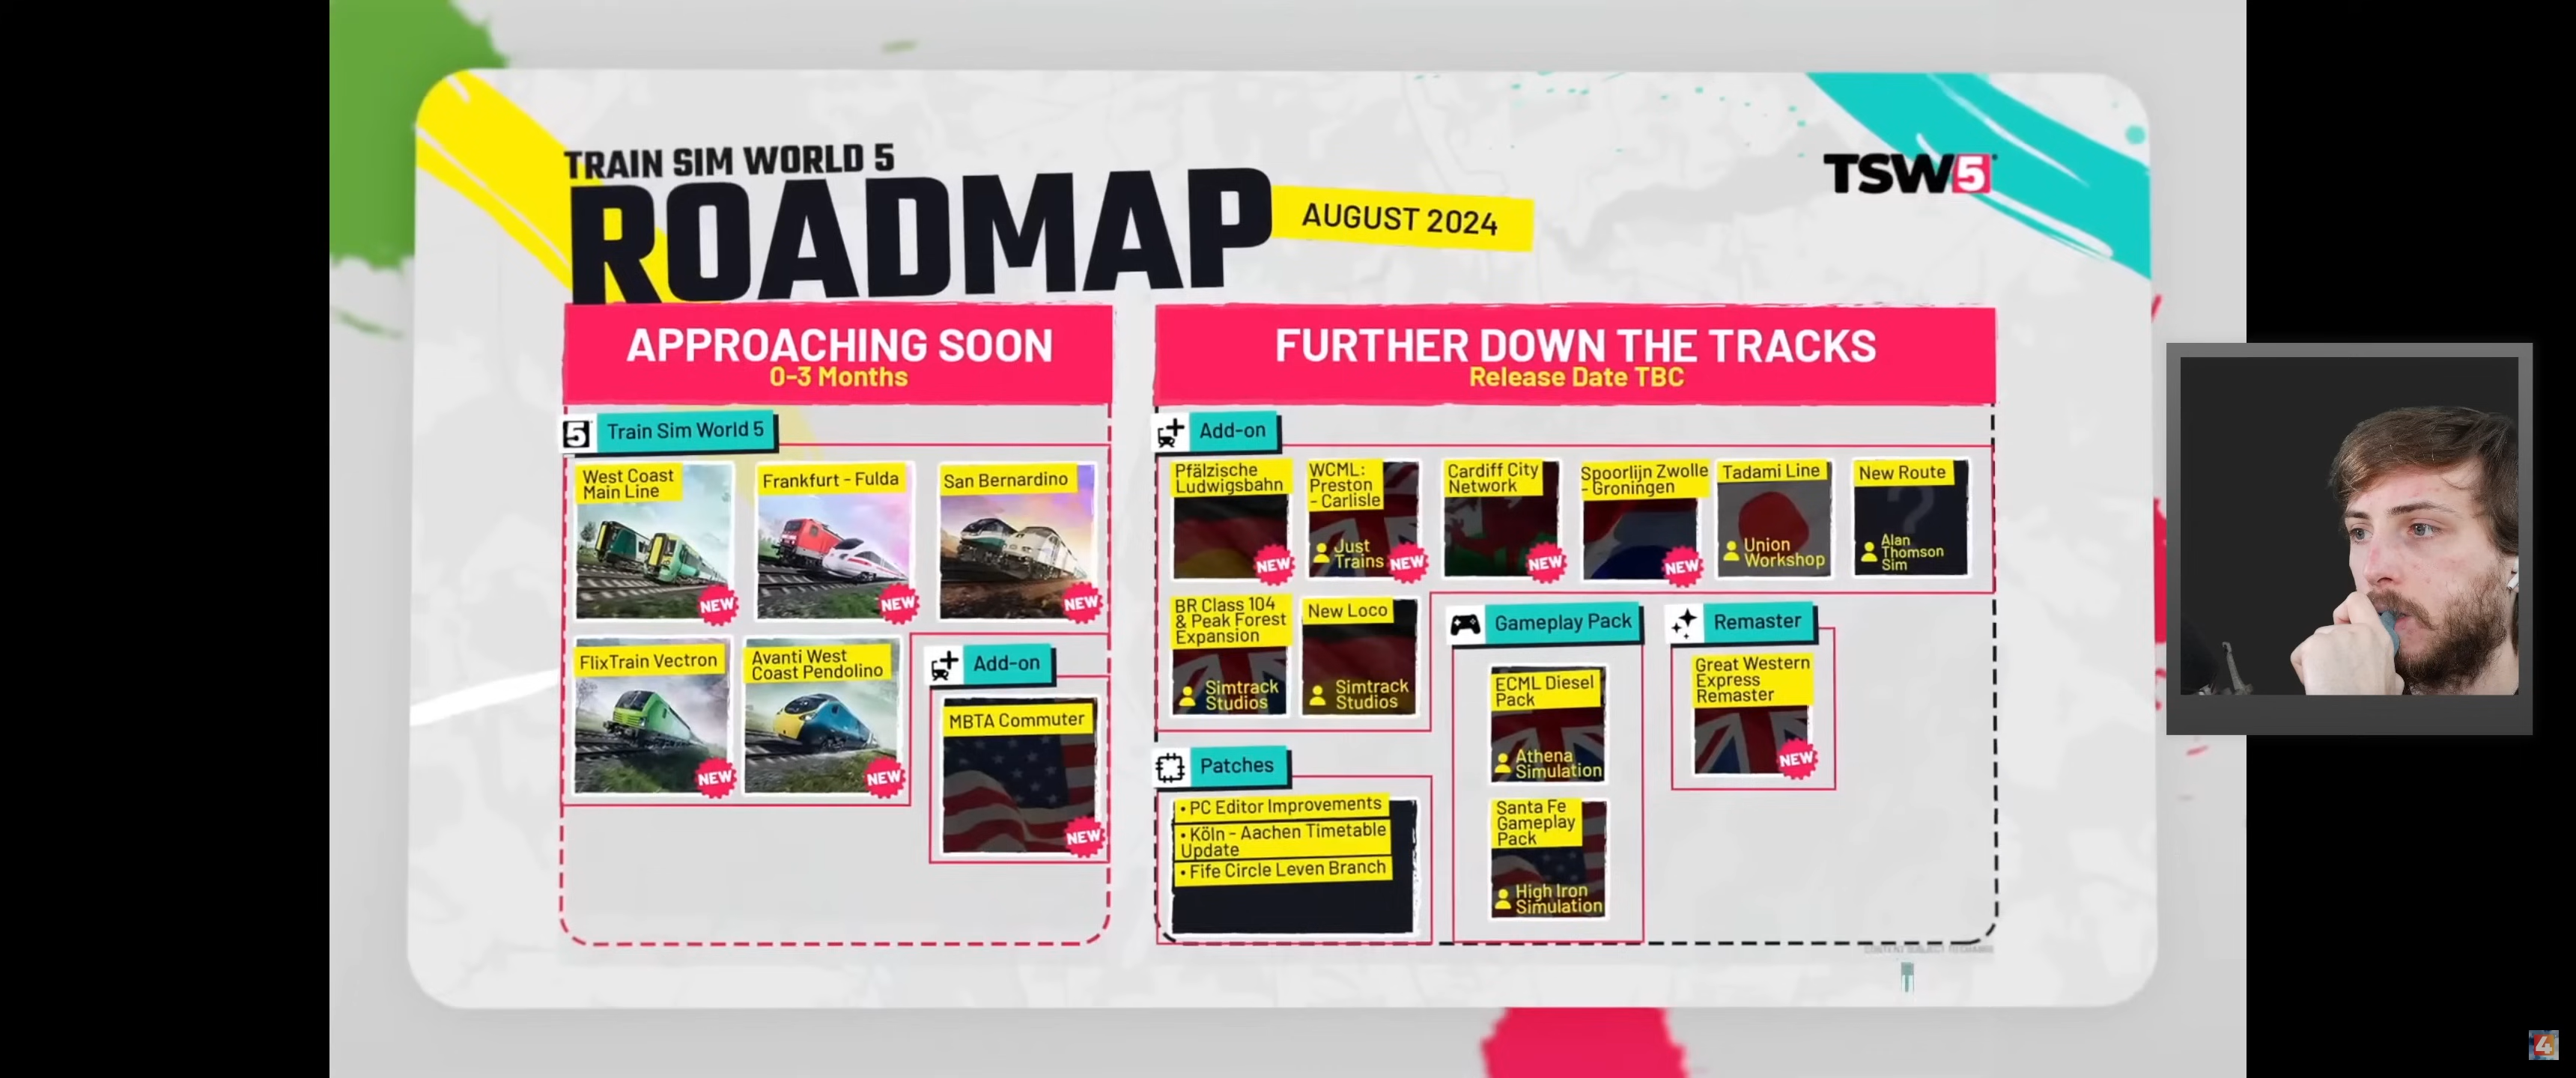 TRAIN SIM WORLD 5
ROADMAP
AUGUST 2024
TSW5
APPROACHING SOON
0-3 Months
5 Train Sim World 5
West Coast
Main Line
NEW
Frankfurt - Fulda
NEW
San Bernardino
NEW
FlixTrain Vectron
NEW
Avanti West
Coast Pendolino
NEW
Add-on
MBTA Commuter
NEW
FURTHER DOWN THE TRACKS
Release Date TBC
Add-on
Pfälzische
Ludwigsbahn
NEW
WCML:
Preston
- Carlisle
Just
Trains
NEW
Cardiff City
Network
NEW
Spoorlijn Zwolle
- Groningen
NEW
Tadami Line
Union
Workshop
New Route
?
Alan
Thomson
Sim
BR Class 104
& Peak Forest
Expansion
Simtrack
Studios
New Loco
Simtrack
Studios
Gameplay Pack
ECML Diesel
Pack
Athena
Simulation
Santa Fe
Gameplay
Pack
High Iron
Simulation
Remaster
Great Western
Express
Remaster
NEW
Patches
• PC Editor Improvements
• Köln - Aachen Timetable
Update
• Fife Circle Leven Branch
4